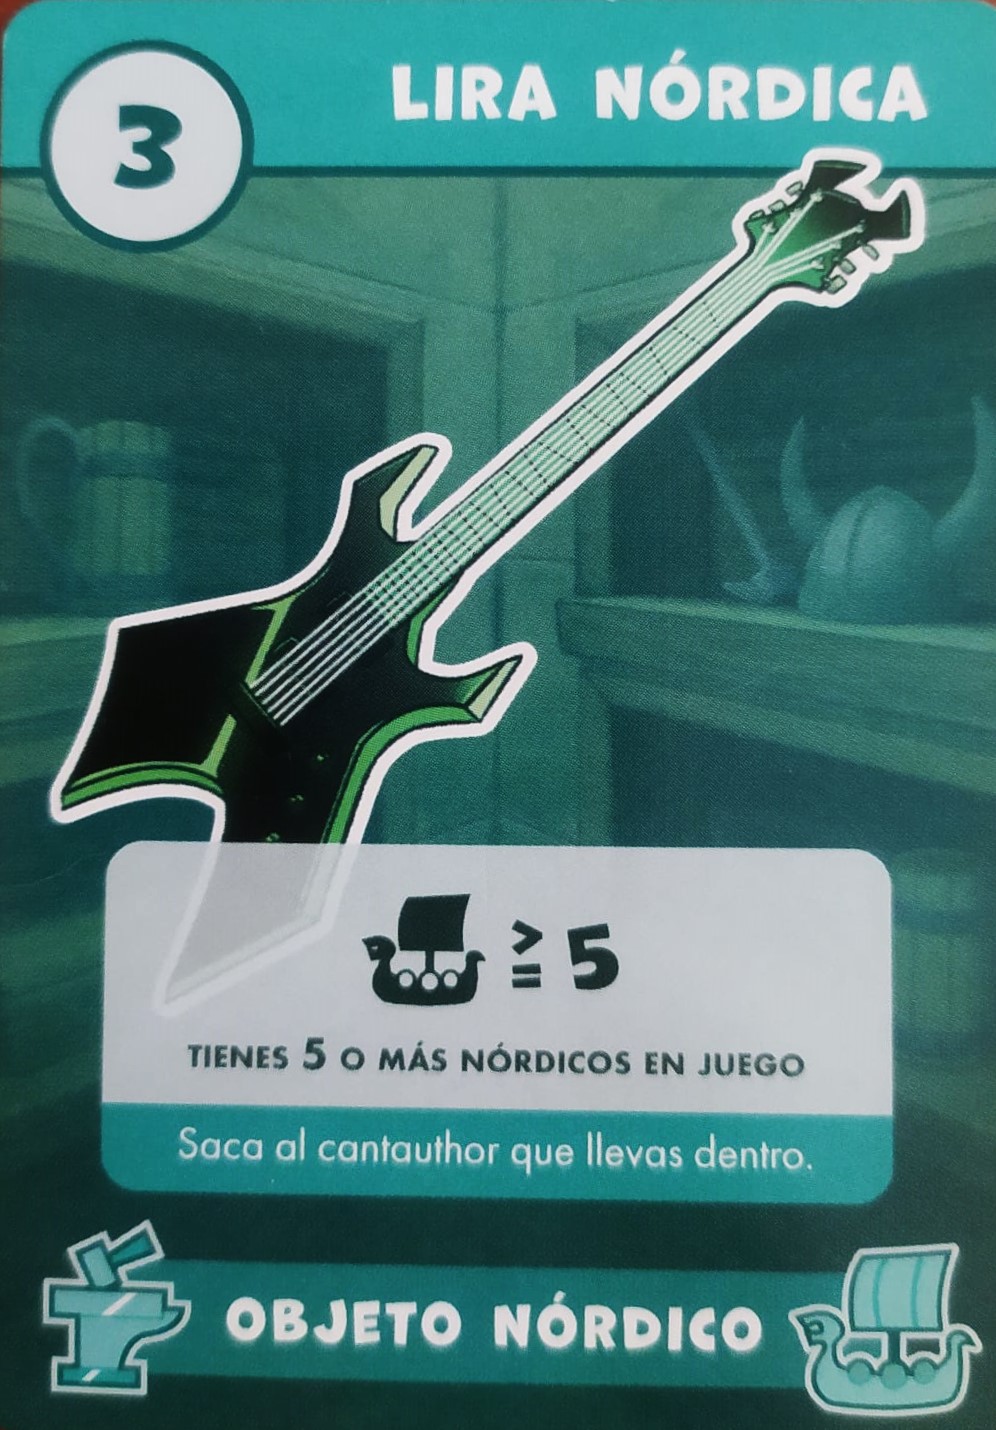 3
LIRA NÓRDICA
≥ 5
TIENES 5 O MÁS NÓRDICOS EN JUEGO
Saca al cantauthor que llevas dentro.
OBJETO NÓRDICO